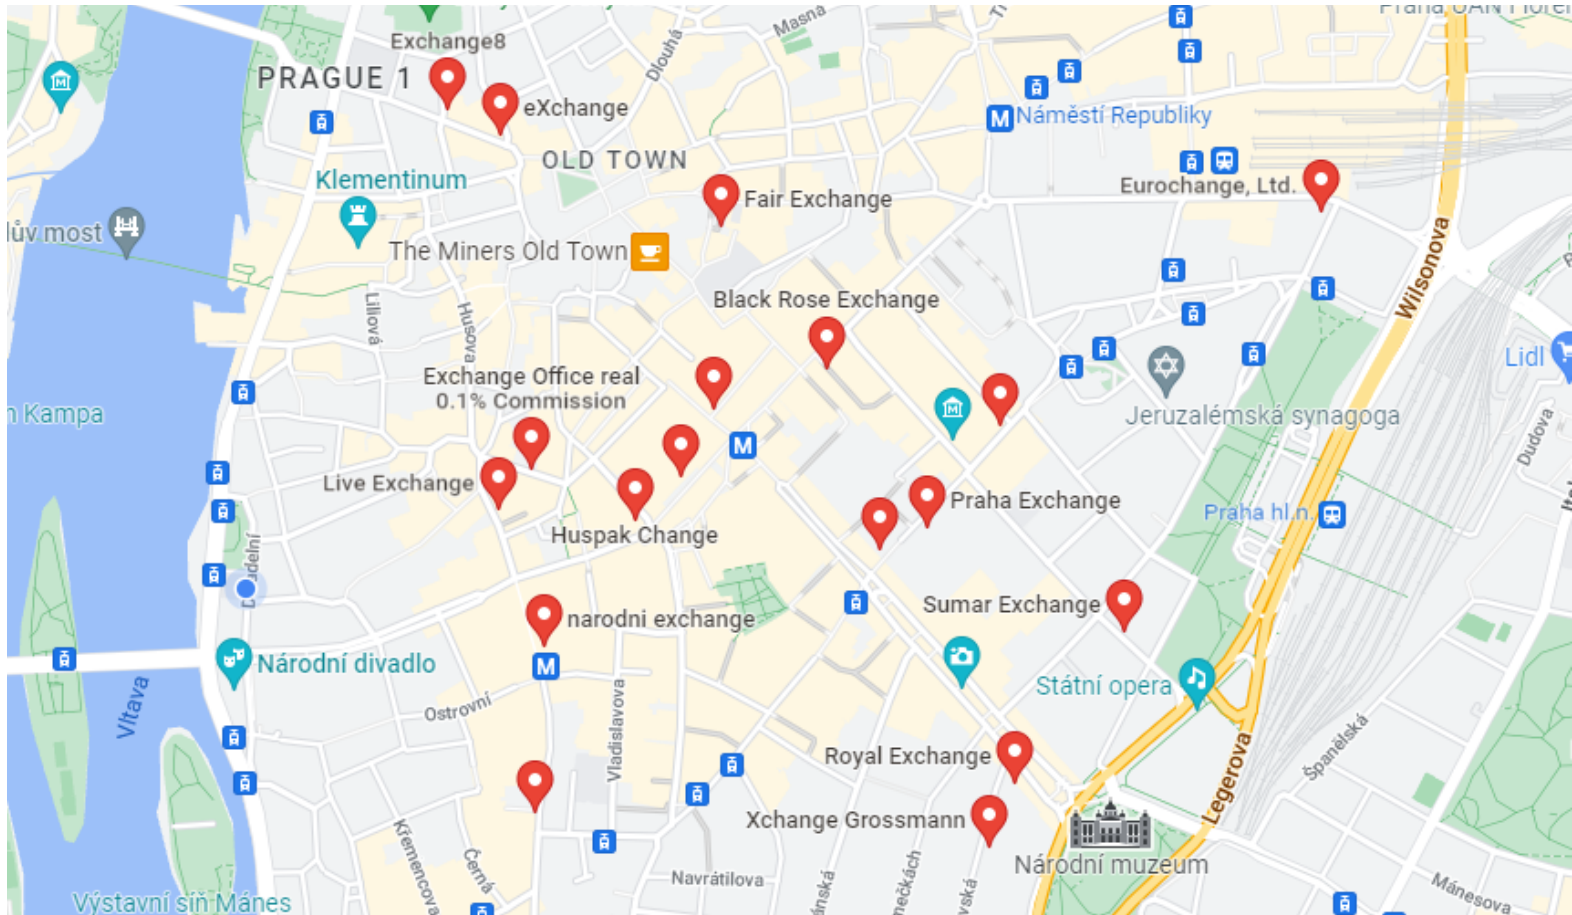 Exchange8
PRAGUE 1
eXchange
Dlouhá
Masna
Náměstí Republiky
OLD TOWN
Klementinum
Fair Exchange
Eurochange, Ltd.
ův most
The Miners Old Town
Black Rose Exchange
Wilsonova
Liliová
Husova
Exchange Office real
0.1% Commission
Lidl
Kampa
Jeruzalémská synagoga
Dudova
Live Exchange
Praha Exchange
Praha hl.n.
Huspak Change
Sumar Exchange
narodni exchange
Národní divadlo
Státní opera
Vltava
Ostrovní
Vladislavova
Royal Exchange
Španělská
Legerova
Xchange Grossmann
Národní muzeum
Křemencova
Černá
Navrátilova
Mánesova
Výstavní síň Mánes